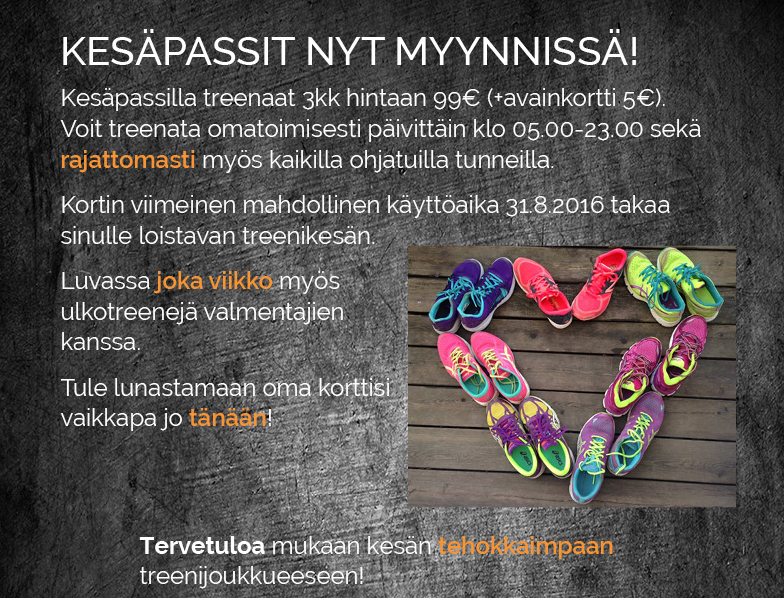 KESÄPASSIT NYT MYYNNISSÄ!
Kesäpassilla treenaat 3kk hintaan 99€ (+avainkortti 5€).
Voit treenata omatoimisesti päivittäin klo 05.00-23.00 sekä
rajattomasti myös kaikilla ohjatuilla tunneilla.
Kortin viimeinen mahdollinen käyttöaika 31.8.2016 takaa
sinulle loistavan treenikesän.
Luvassa joka viikko myös
ulkotreenejä valmentajien
kanssa.
Tule lunastamaan oma korttisi
vaikkapa jo tänään!
Tervetuloa mukaan kesän tehokkaimpaan
treenijoukkueeseen!